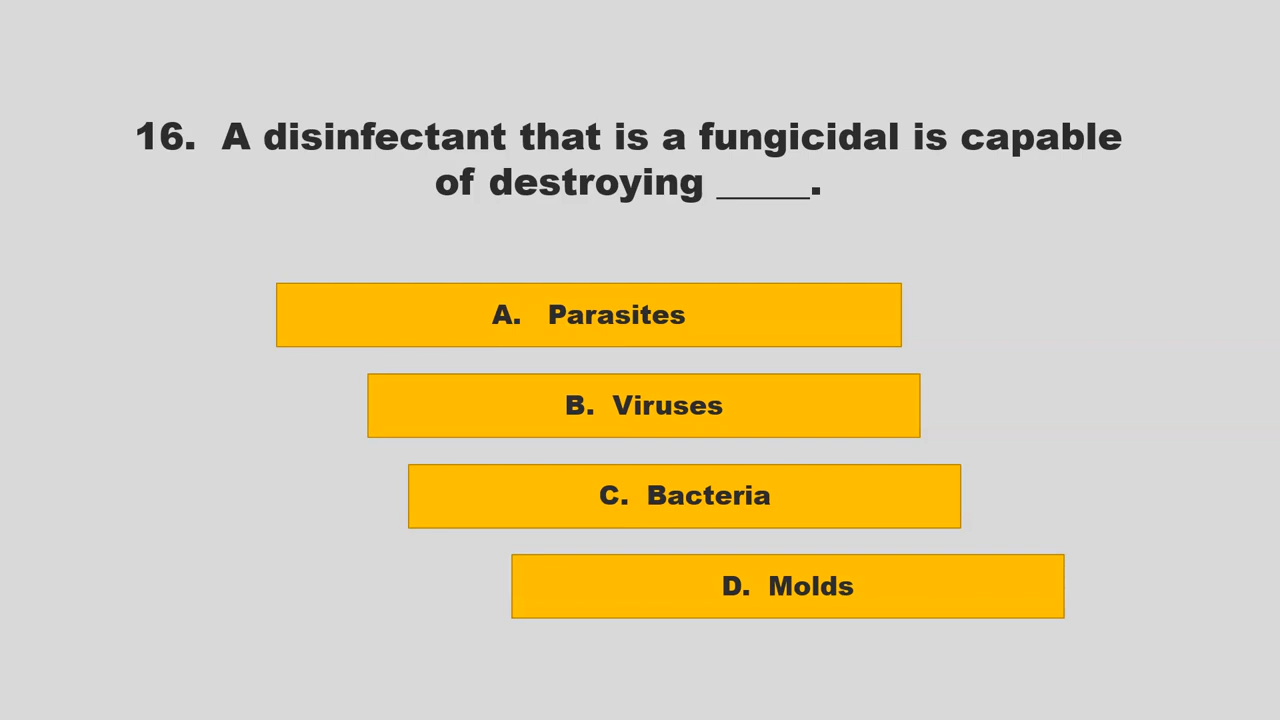 16.  A disinfectant that is a fungicidal is capable
of destroying _____.
A.   Parasites
B.  Viruses
C.  Bacteria
D.  Molds